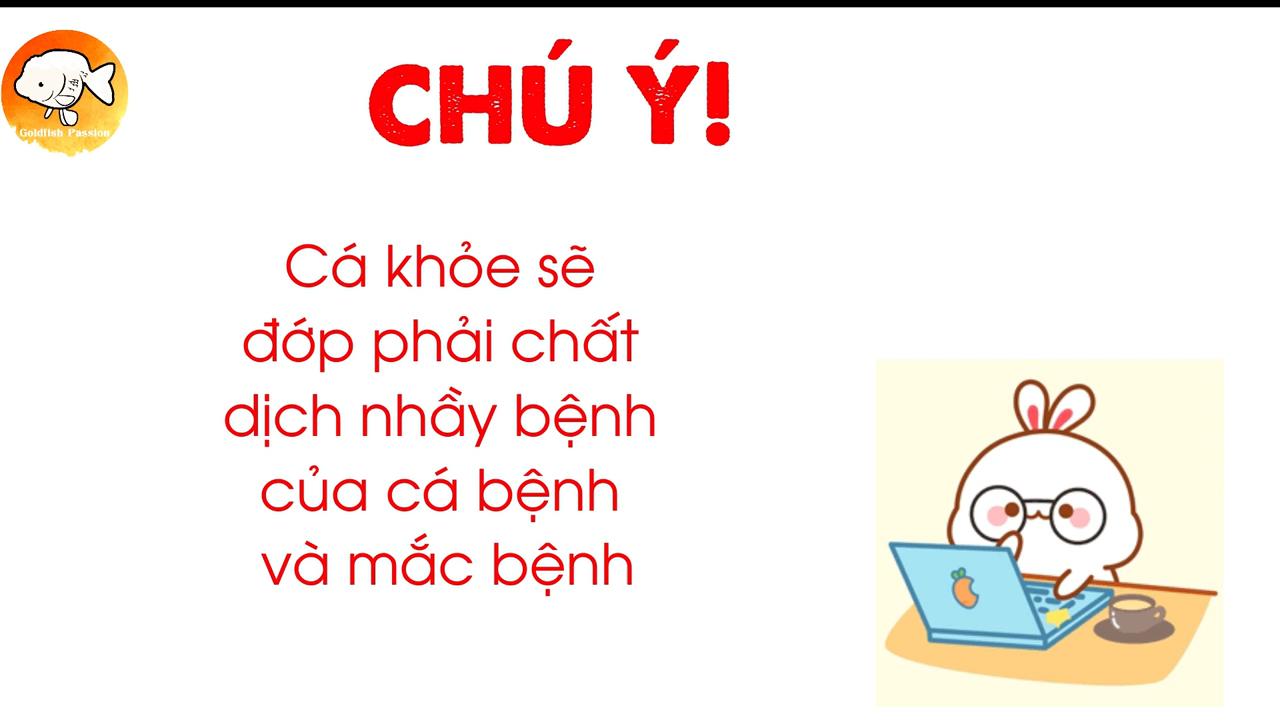 Goldfish Passion
CHÚ Ý!
Cá khỏe sẽ
đớp phải chất
dịch nhầy bệnh
của cá bệnh
và mắc bệnh